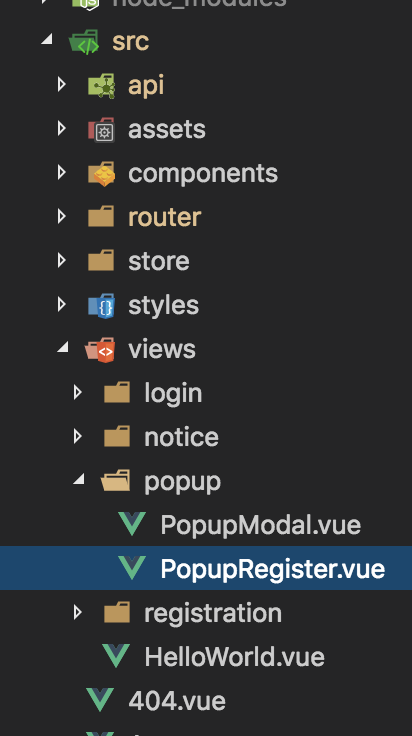 node_modules
src
api
assets
components
router
store
styles
views
login
notice
popup
PopupModal.vue
PopupRegister.vue
registration
HelloWorld.vue
404.vue